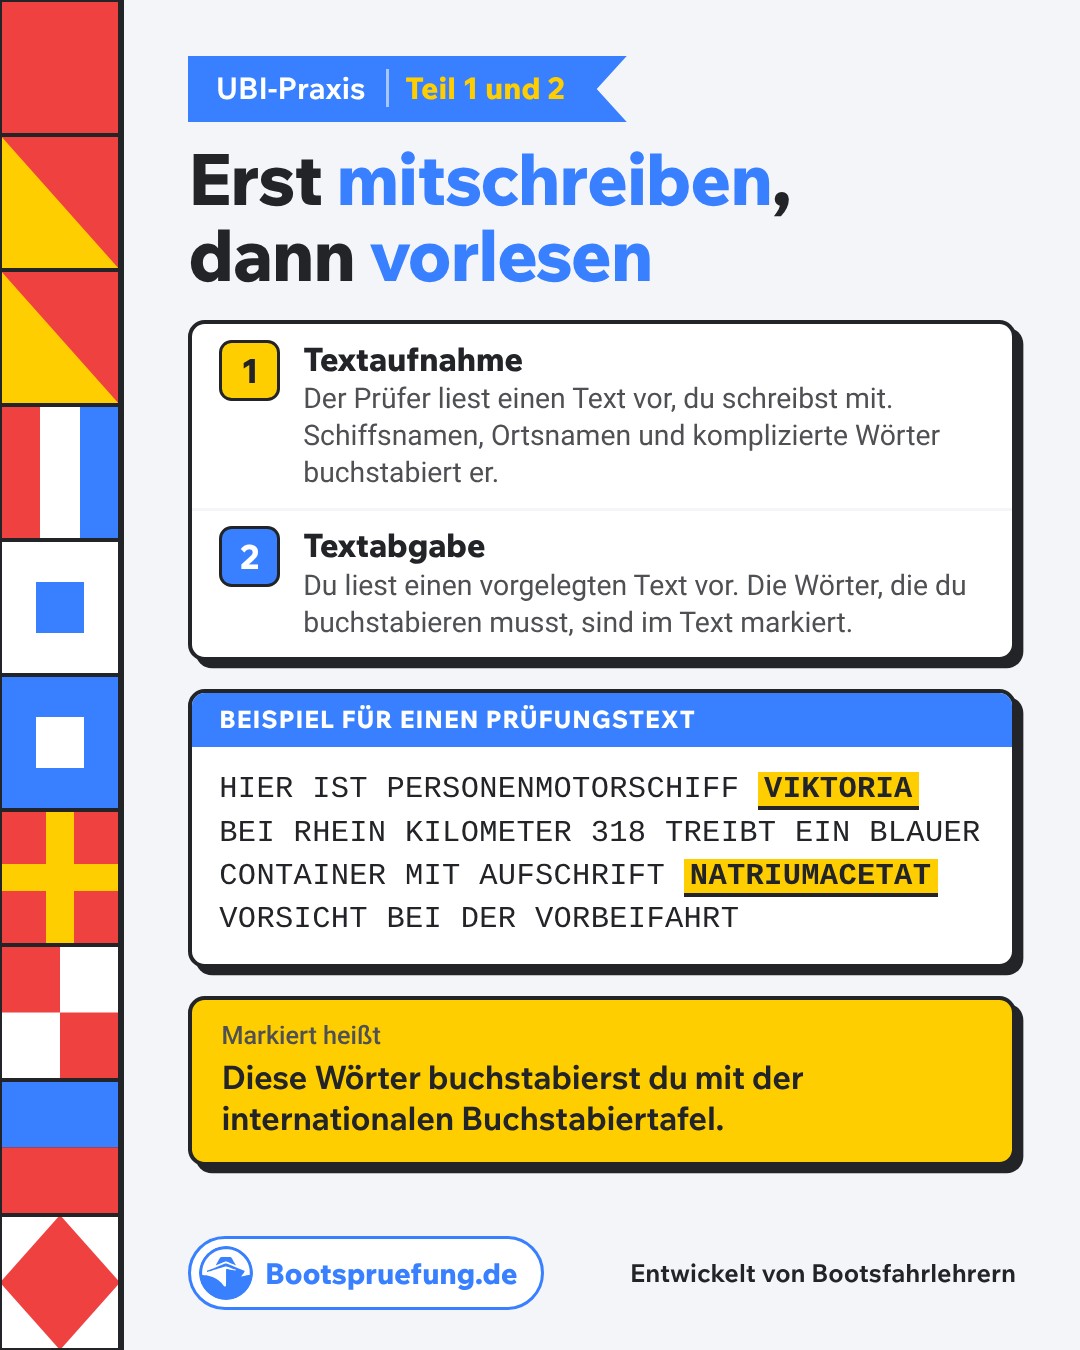 UBI-Praxis | Teil 1 und 2
Erst mitschreiben,
dann vorlesen
1
Textaufnahme
Der Prüfer liest einen Text vor, du schreibst mit.
Schiffsnamen, Ortsnamen und komplizierte Wörter
buchstabiert er.
2
Textabgabe
Du liest einen vorgelegten Text vor. Die Wörter, die du
buchstabieren musst, sind im Text markiert.
BEISPIEL FÜR EINEN PRÜFUNGSTEXT
HIER IST PERSONENMOTORSCHIFF VIKTORIA
BEI RHEIN KILOMETER 318 TREIBT EIN BLAUER
CONTAINER MIT AUFSCHRIFT NATRIUMACETAT
VORSICHT BEI DER VORBEIFAHRT
Markiert heißt
Diese Wörter buchstabierst du mit der
internationalen Buchstabiertafel.
Bootspruefung.de
Entwickelt von Bootsfahrlehrern